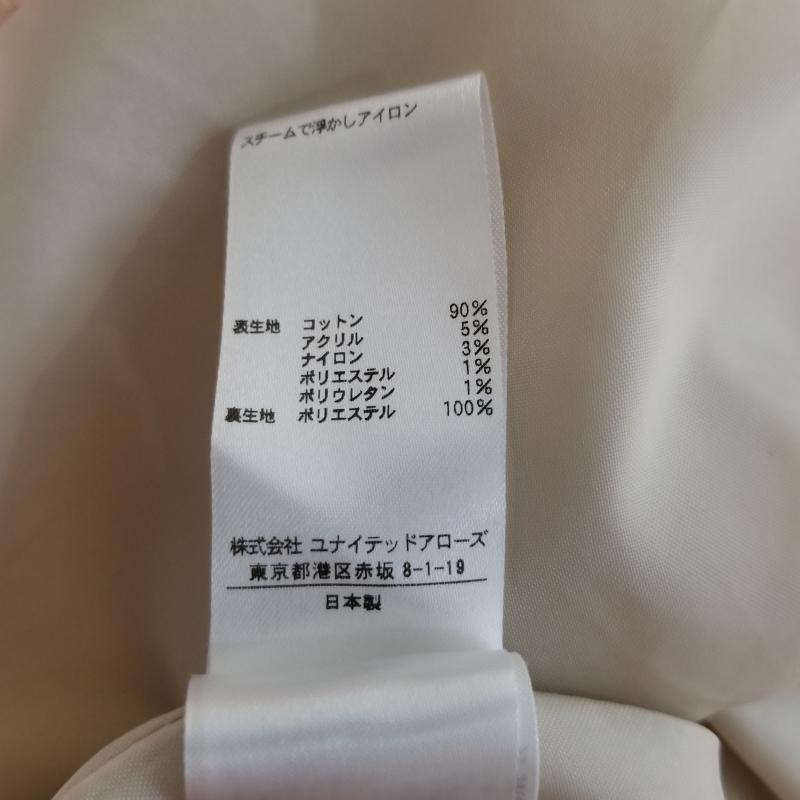 スチームで浮かしアイロン
表生地 コットン 90%
アクリル 5%
ナイロン 3%
ポリエステル 1%
ポリウレタン 1%
裏生地 ポリエステル 100%
株式会社 ユナイテッドアローズ
東京都港区赤坂 8-1-19
日本製